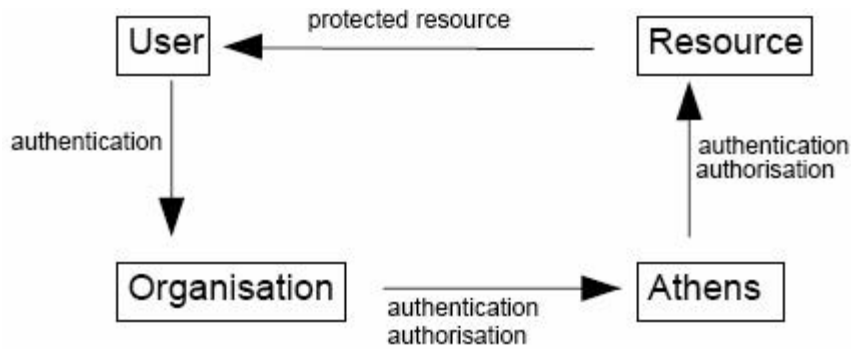 protected resource
User
Resource
authentication
authentication
authorisation
Organisation
Athens
authentication
authorisation